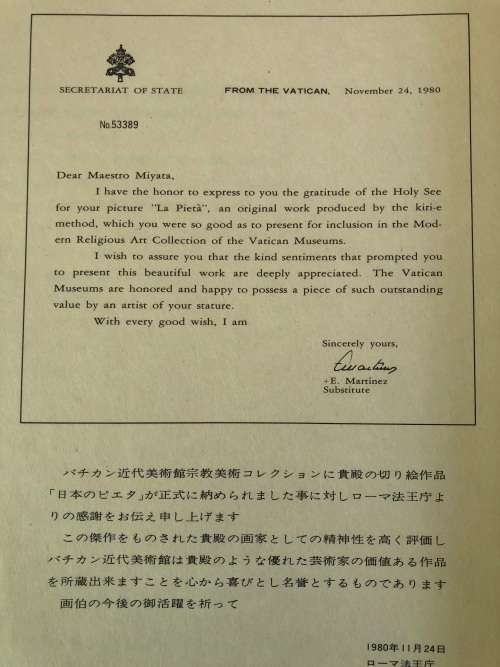 SECRETARIAT OF STATE FROM THE VATICAN, November 24, 1980
No.53389
Dear Maestro Miyata,
I have the honor to express to you the gratitude of the Holy See
for your picture "La Pietà", an original work produced by the kiri-e
method, which you were so good as to present for inclusion in the Mod-
ern Religious Art Collection of the Vatican Museums.
I wish to assure you that the kind sentiments that prompted you
to present this beautiful work are deeply appreciated. The Vatican
Museums are honored and happy to possess a piece of such outstanding
value by an artist of your stature.
With every good wish, I am
Sincerely yours,
EMartinez
+E. Martinez
Substitute
バチカン近代美術館宗教美術コレクションに貴殿の切り絵作品
「日本のピエタ」が正式に納められました事に対しローマ法王庁よ
りの感謝をお伝え申し上げます
この傑作をものされた貴殿の画家としての精神性を高く評価し
バチカン近代美術館は貴殿のような優れた芸術家の価値ある作品
を所蔵出来ますことを心から喜びとし名誉とするものであります
画伯の今後の御活躍を祈って
1980年11月24日
ローマ法王庁